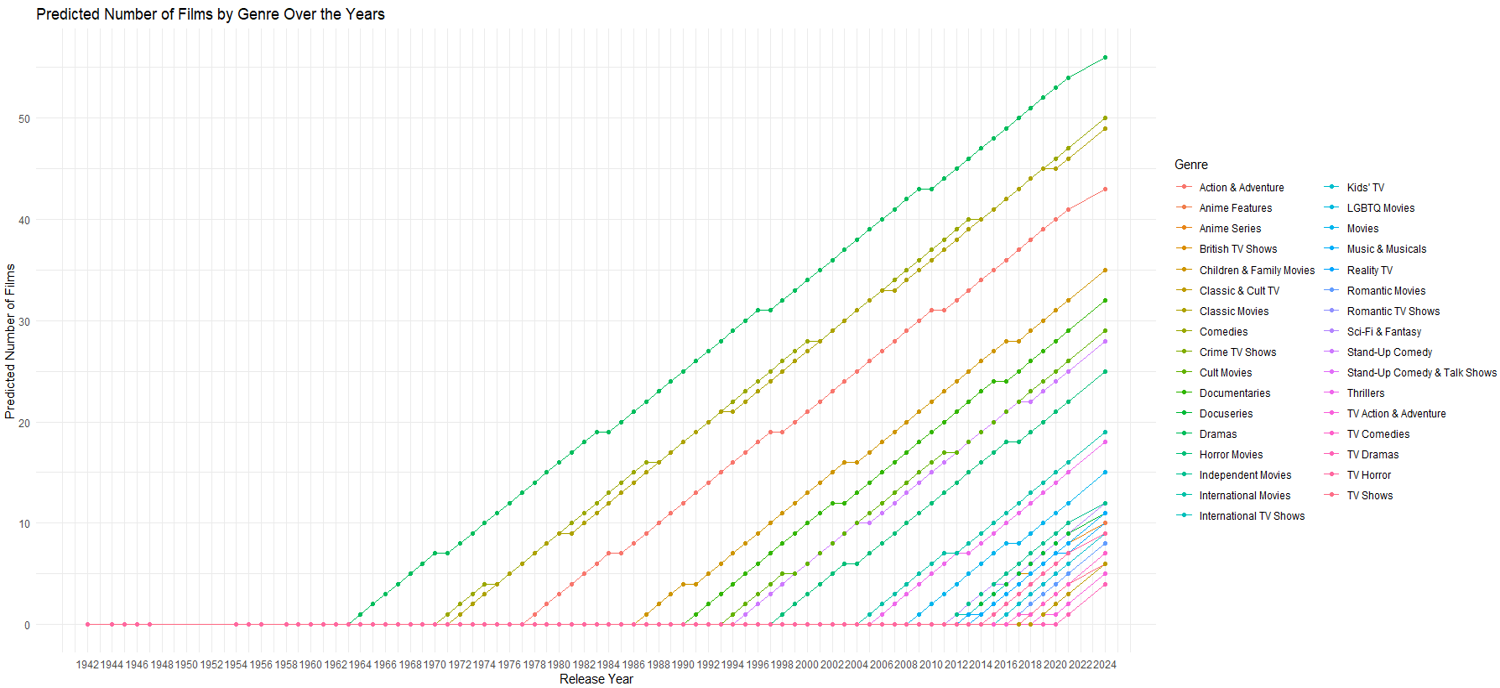 Predicted Number of Films by Genre Over the Years
Predicted Number of Films
50
40
30
20
10
0
1942 1944 1946 1948 1950 1952 1954 1956 1958 1960 1962 1964 1966 1968 1970 1972 1974 1976 1978 1980 1982 1984 1986 1988 1990 1992 1994 1996 1998 2000 2002 2004 2006 2008 2010 2012 2014 2016 2018 2020 2022 2024
Release Year
Genre
Action & Adventure
Anime Features
Anime Series
British TV Shows
Children & Family Movies
Classic & Cult TV
Classic Movies
Comedies
Crime TV Shows
Cult Movies
Documentaries
Docuseries
Dramas
Horror Movies
Independent Movies
International Movies
International TV Shows
Kids' TV
LGBTQ Movies
Movies
Music & Musicals
Reality TV
Romantic Movies
Romantic TV Shows
Sci-Fi & Fantasy
Stand-Up Comedy
Stand-Up Comedy & Talk Shows
Thrillers
TV Action & Adventure
TV Comedies
TV Dramas
TV Horror
TV Shows